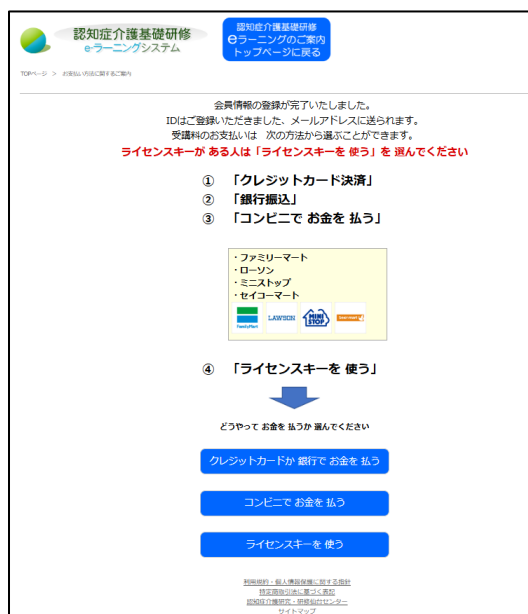 認知症介護基礎研修
eラーニングシステム
認知症介護基礎研修
eラーニングのご案内
トップページに戻る
TOPページ > お支払い方法に関するご案内
会員情報の登録が完了いたしました。
IDはご登録いただきました、メールアドレスに送られます。
受講料のお支払いは 次の方法から選ぶことができます。
ライセンスキーが ある人は「ライセンスキーを 使う」を 選んでください
① 「クレジットカード決済」
② 「銀行振込」
③ 「コンビニで お金を 払う」
・ファミリーマート
・ローソン
・ミニストップ
・セイコーマート
FamilyMart LAWSON MINI STOP
④ 「ライセンスキーを 使う」
どうやって お金を 払うか 選んでください
クレジットカードか 銀行で お金を 払う
コンビニで お金を 払う
ライセンスキーを 使う
利用規約・個人情報保護に関する指針
特定商取引法に基づく表記
認知症介護研究・研修仙台センター
サイトマップ